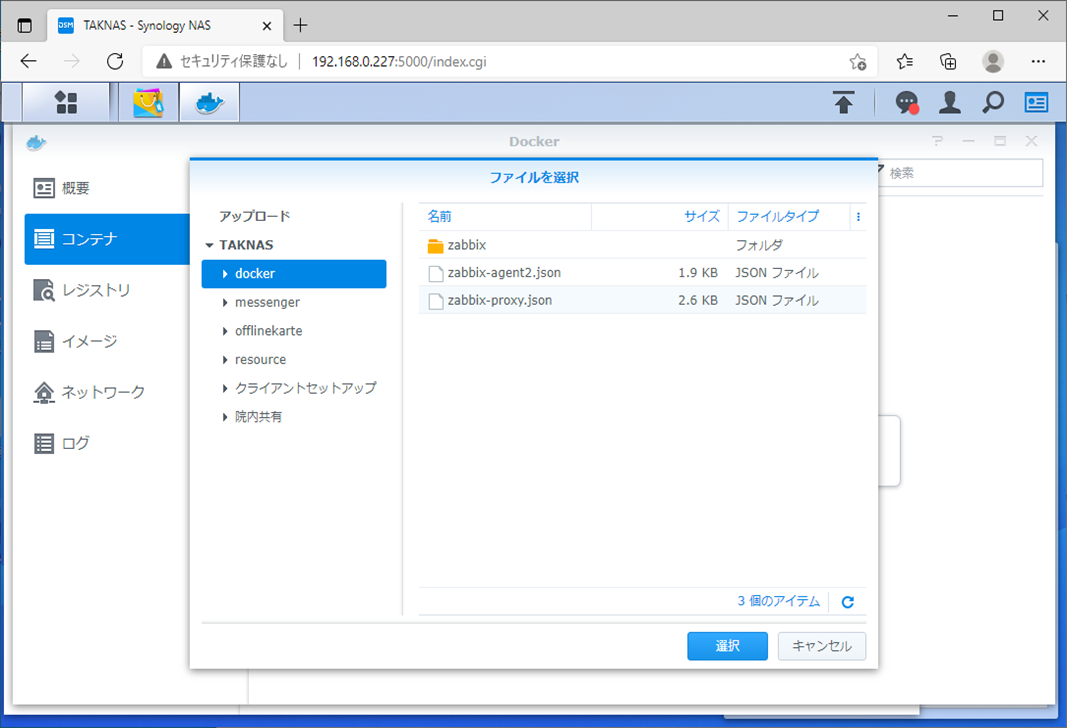 DSM TAKNAS - Synology NAS
セキュリティ保護なし 192.168.0.227:5000/index.cgi
Docker
検索
概要
コンテナ
レジストリ
イメージ
ネットワーク
ログ
ファイルを選択
アップロード
TAKNAS
docker
messenger
offlinekarte
resource
クライアントセットアップ
院内共有
名前 サイズ ファイルタイプ
zabbix フォルダ
zabbix-agent2.json 1.9 KB JSON ファイル
zabbix-proxy.json 2.6 KB JSON ファイル
3 個のアイテム
選択 キャンセル